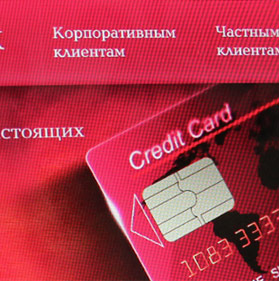 Корпоративным
клиентам
Частным
клиентам
стоящих
Credit Card
1083 3333